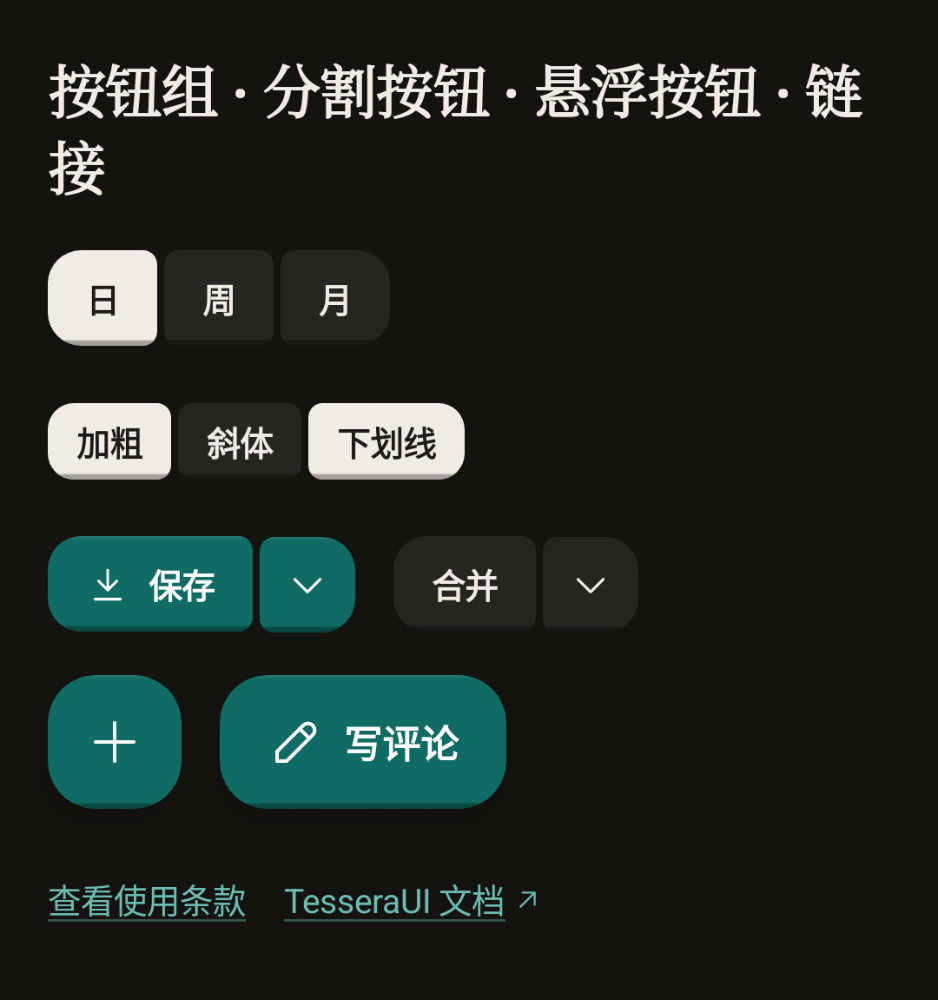 按钮组 · 分割按钮 · 悬浮按钮 · 链
接
日 周 月
加粗 斜体 下划线
保存 合并
写评论
查看使用条款 TesseraUI 文档